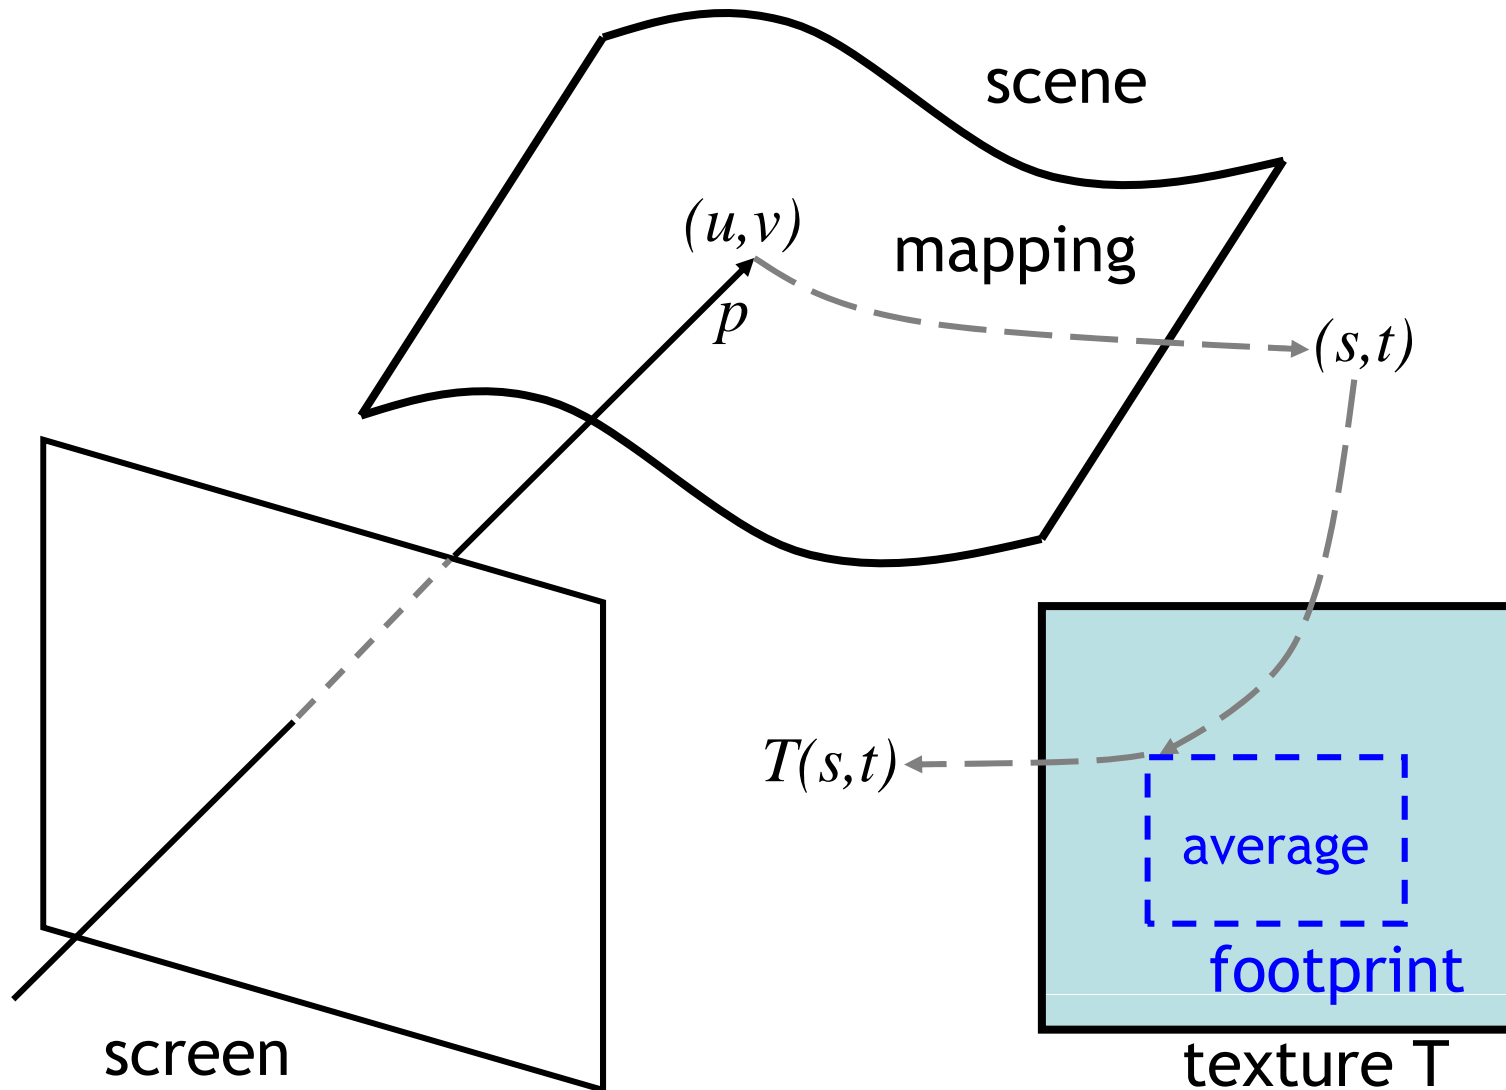 scene
(u,v)
mapping
p
(s,t)
T(s,t)
average
footprint
screen
texture T